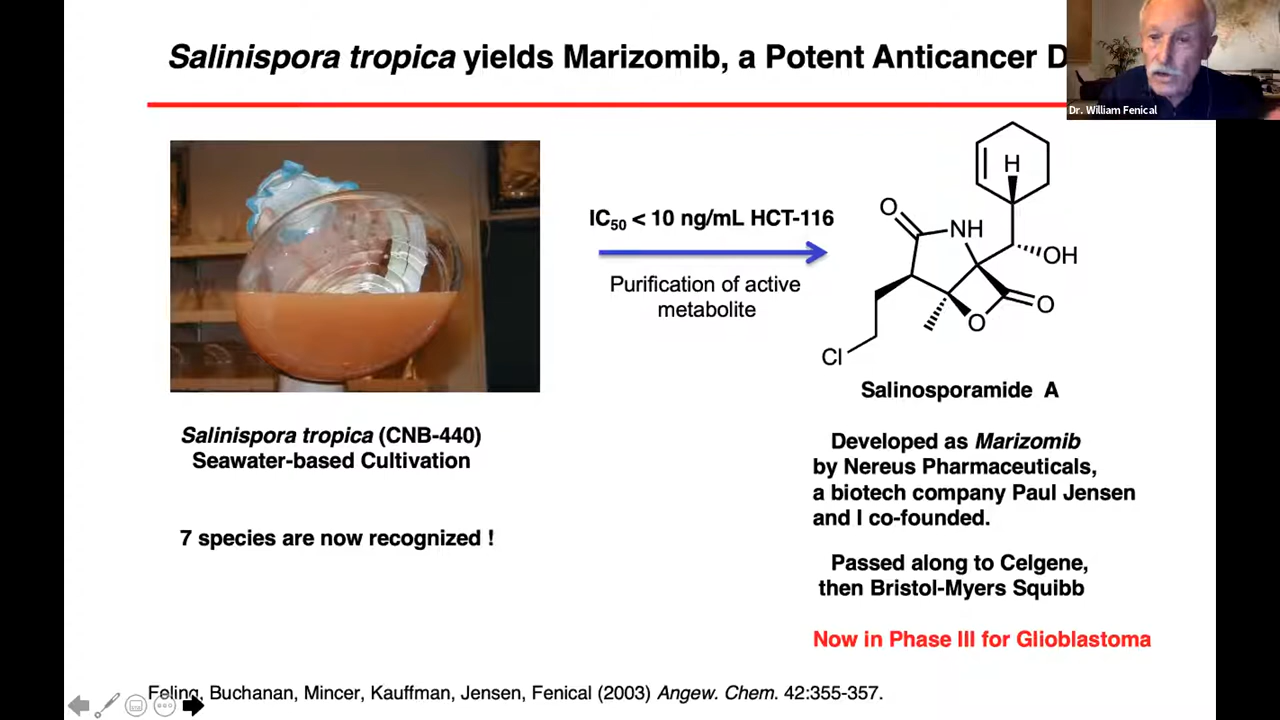 Salinispora tropica yields Marizomib, a Potent Anticancer D
Dr. William Fenical
IC50 < 10 ng/mL HCT-116
Purification of active
metabolite
H
O
NH
OH
O
O
Cl
Salinosporamide A
Salinispora tropica (CNB-440)
Seawater-based Cultivation
7 species are now recognized !
Developed as Marizomib
by Nereus Pharmaceuticals,
a biotech company Paul Jensen
and I co-founded.
Passed along to Celgene,
then Bristol-Myers Squibb
Now in Phase III for Glioblastoma
Feling, Buchanan, Mincer, Kauffman, Jensen, Fenical (2003) Angew. Chem. 42:355-357.